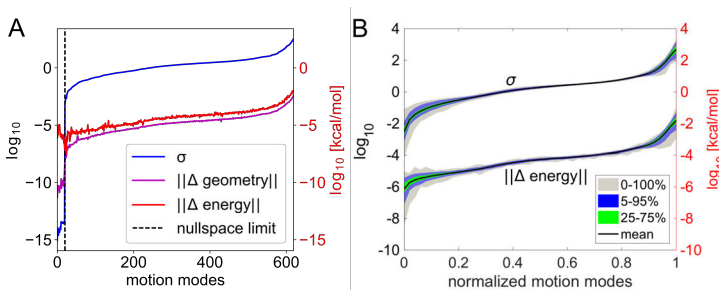 A
log10
0
−5
−10
−15
0
200
400
600
motion modes
0
−5
−10
−15
log10 [kcal/mol]
σ
||Δ geometry||
||Δ energy||
nullspace limit
B
log10
4
2
0
-2
-4
-6
-8
-10
0
0.2
0.4
0.6
0.8
1
normalized motion modes
4
2
0
-2
-4
-6
-8
-10
log10 [kcal/mol]
σ
||Δ energy||
0-100%
5-95%
25-75%
mean